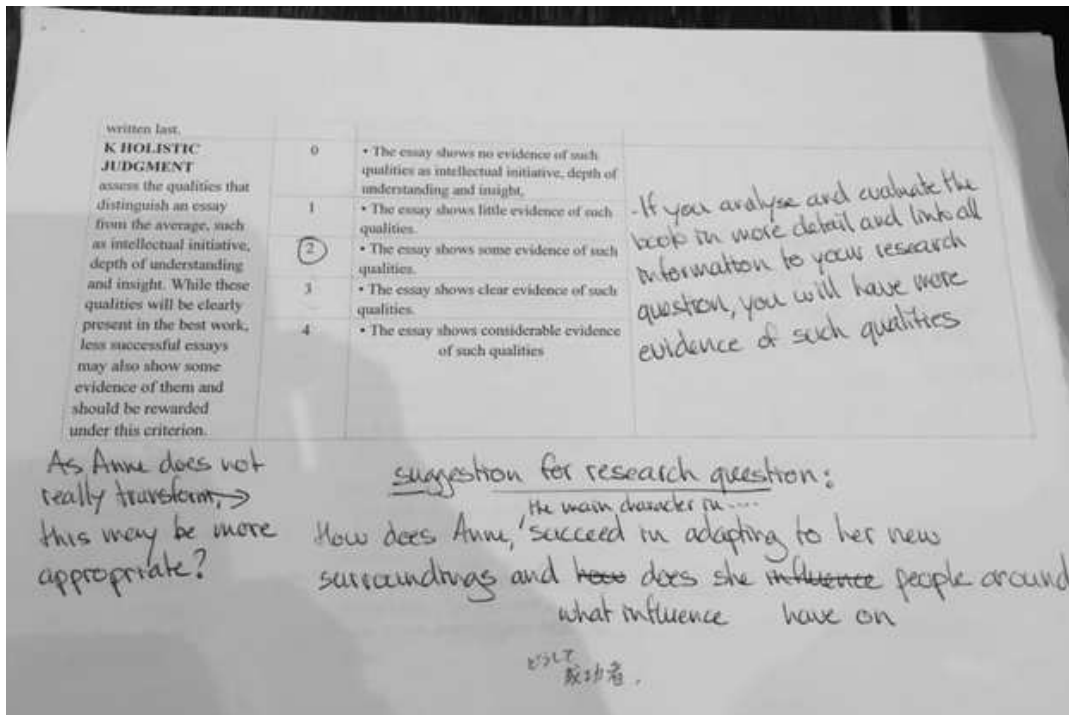 written last.
K HOLISTIC
JUDGMENT
assess the qualities that
distinguish an essay
from the average, such
as intellectual initiative,
depth of understanding
and insight. While these
qualities will be clearly
present in the best work,
less successful essays
may also show some
evidence of them and
should be rewarded
under this criterion.
0
• The essay shows no evidence of such
qualities as intellectual initiative, depth of
understanding and insight,
1
• The essay shows little evidence of such
qualities.
2
• The essay shows some evidence of such
qualities.
3
• The essay shows clear evidence of such
qualities.
4
• The essay shows considerable evidence
of such qualities
-If you analyse and evaluate the
book in more detail and link all
information to your research
question, you will have more
evidence of such qualities
As Anne does not
really transform, →
this may be more
appropriate?
suggestion for research question:
the main character in ....
How does Anne, succeed in adapting to her new
surroundings and how does she influence people around
what influence have on
どうして
成功者.